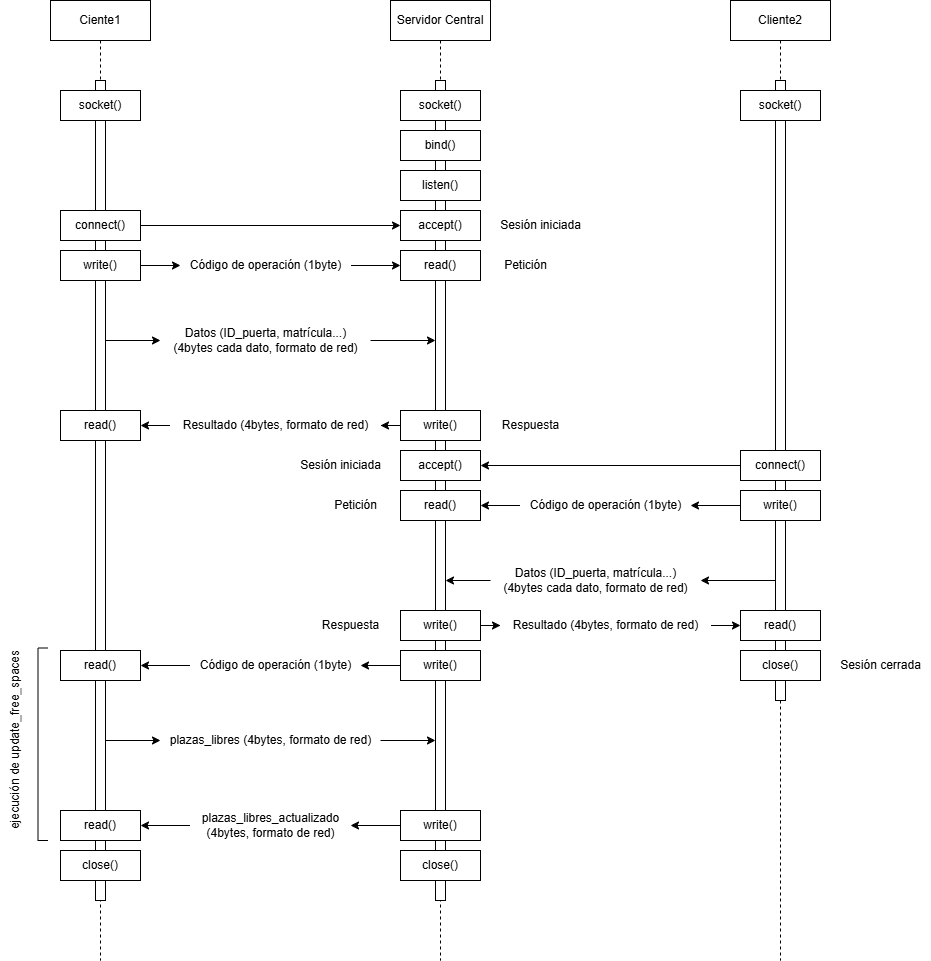 Ciente1
Servidor Central
Cliente2
socket()
socket()
socket()
bind()
listen()
connect()
accept()
Sesión iniciada
write()
Código de operación (1byte)
read()
Petición
Datos (ID_puerta, matrícula...)
(4bytes cada dato, formato de red)
read()
Resultado (4bytes, formato de red)
write()
Respuesta
Sesión iniciada
accept()
connect()
Petición
read()
Código de operación (1byte)
write()
Datos (ID_puerta, matrícula...)
(4bytes cada dato, formato de red)
Respuesta
write()
Resultado (4bytes, formato de red)
read()
ejecución de update_free_spaces
read()
Código de operación (1byte)
write()
close()
Sesión cerrada
plazas_libres (4bytes, formato de red)
read()
plazas_libres_actualizado
(4bytes, formato de red)
write()
close()
close()